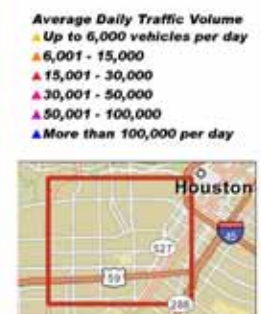 Average Daily Traffic Volume
Up to 6,000 vehicles per day
6,001 - 15,000
15,001 - 30,000
30,001 - 50,000
50,001 - 100,000
More than 100,000 per day
Houston
45
527
59
288